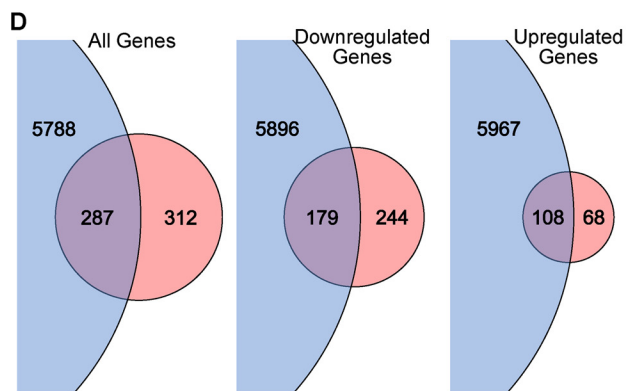 D
All Genes
5788
287
312
Downregulated
Genes
5896
179
244
Upregulated
Genes
5967
108
68